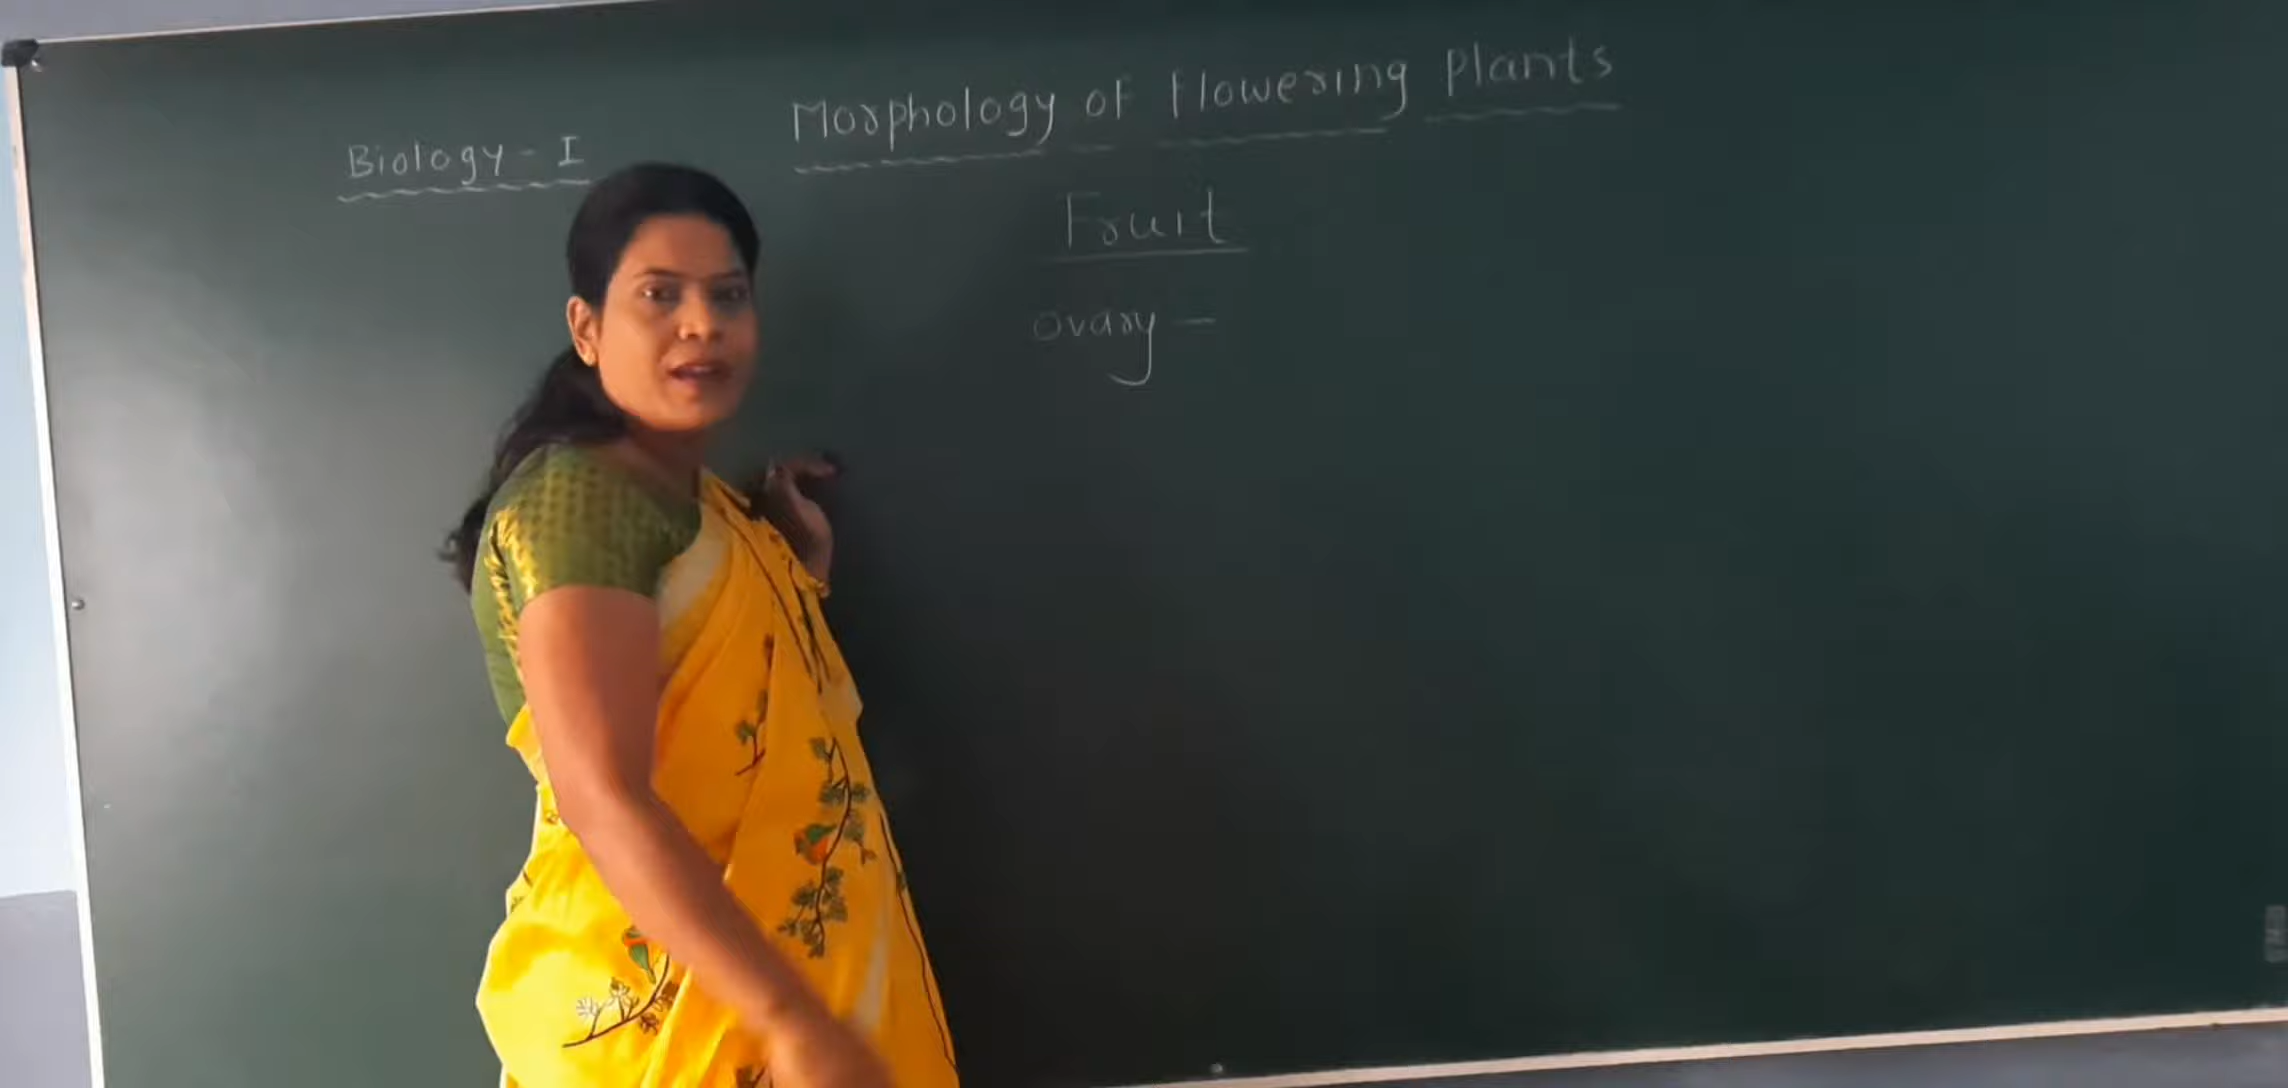 Morphology of flowering plants
Biology - I
Fruit
ovary -